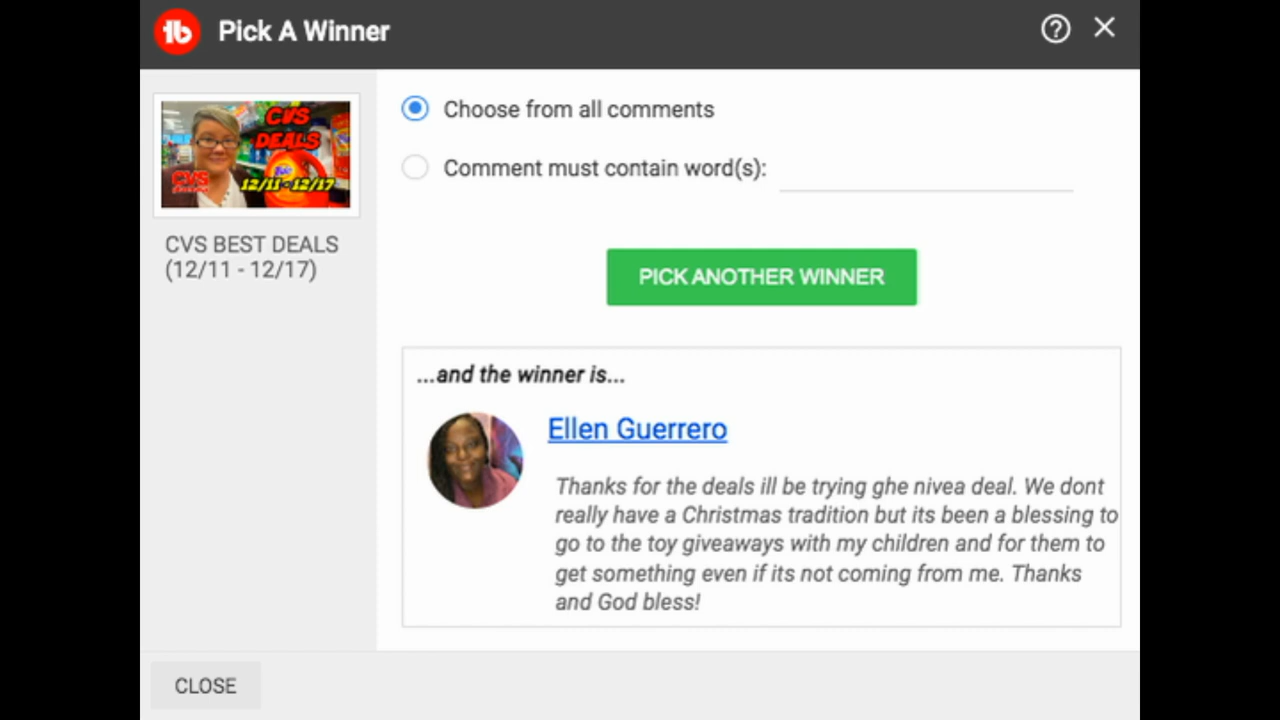 tb Pick A Winner
CVS
DEALS
Tide
CVS
12/11-12/17
CVS BEST DEALS
(12/11 - 12/17)
Choose from all comments
Comment must contain word(s):
PICK ANOTHER WINNER
...and the winner is...
Ellen Guerrero
Thanks for the deals ill be trying ghe nivea deal. We dont
really have a Christmas tradition but its been a blessing to
go to the toy giveaways with my children and for them to
get something even if its not coming from me. Thanks
and God bless!
CLOSE